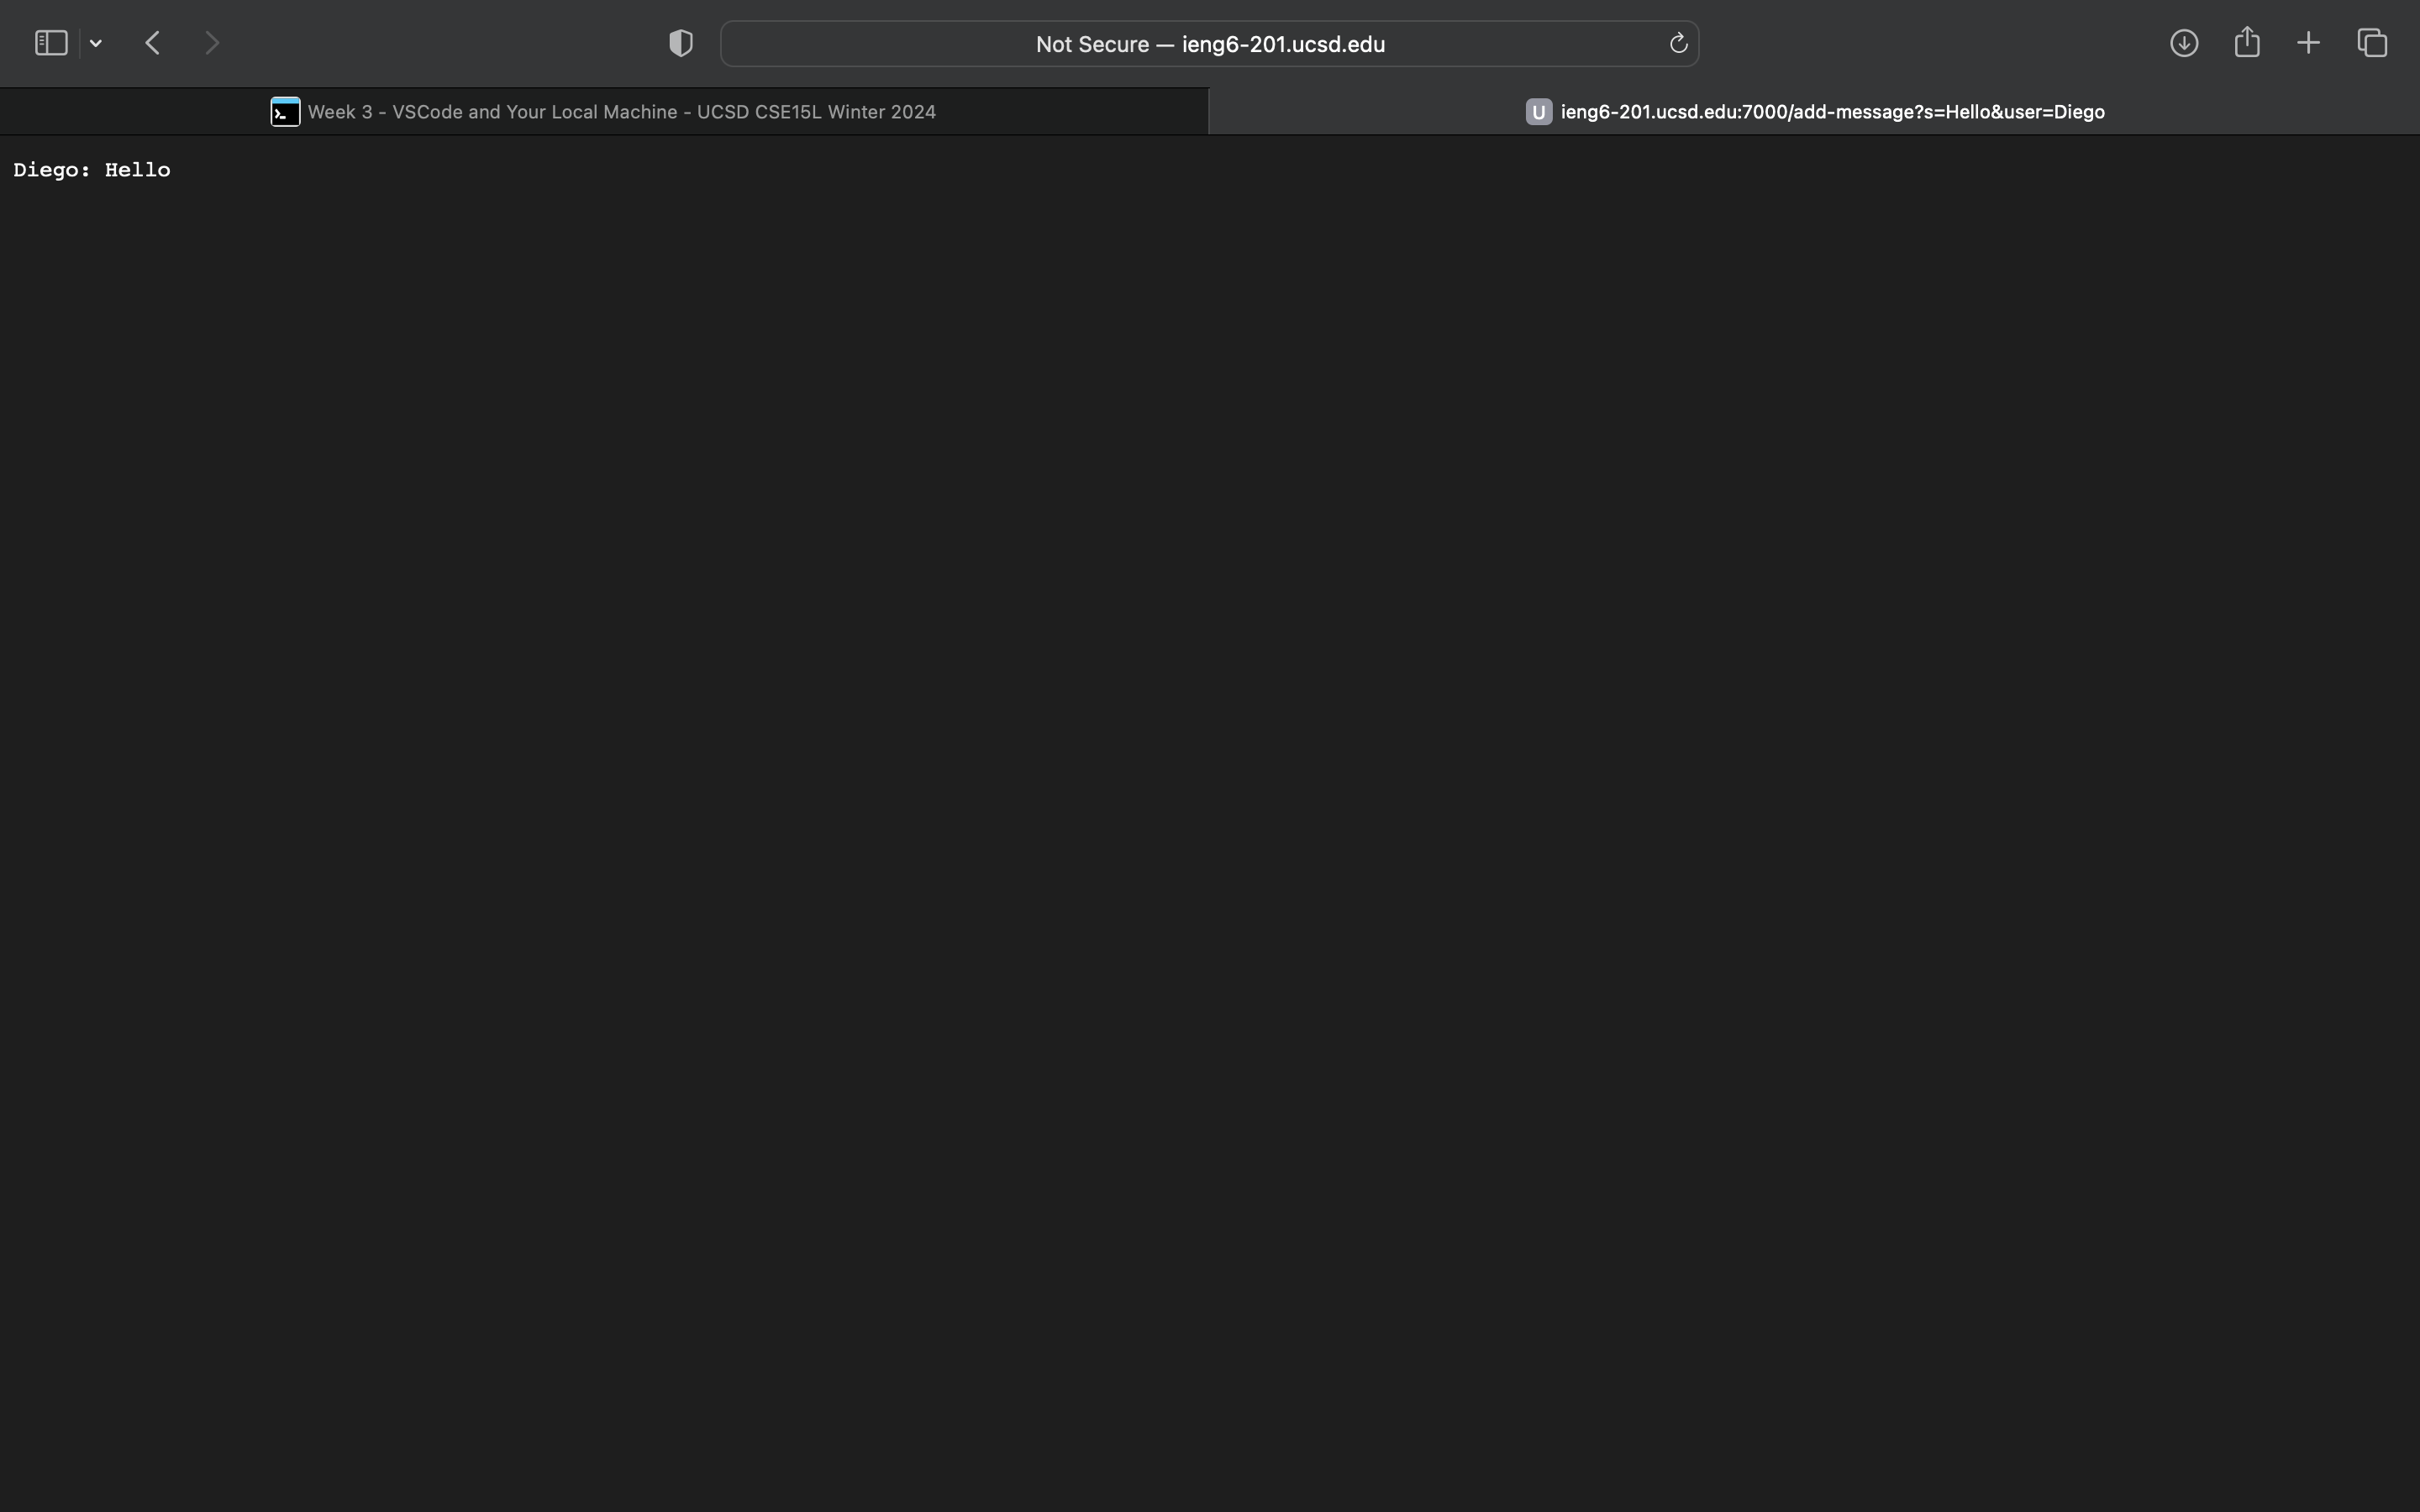 Not Secure — ieng6-201.ucsd.edu
Week 3 - VSCode and Your Local Machine - UCSD CSE15L Winter 2024
U ieng6-201.ucsd.edu:7000/add-message?s=Hello&user=Diego
Diego: Hello